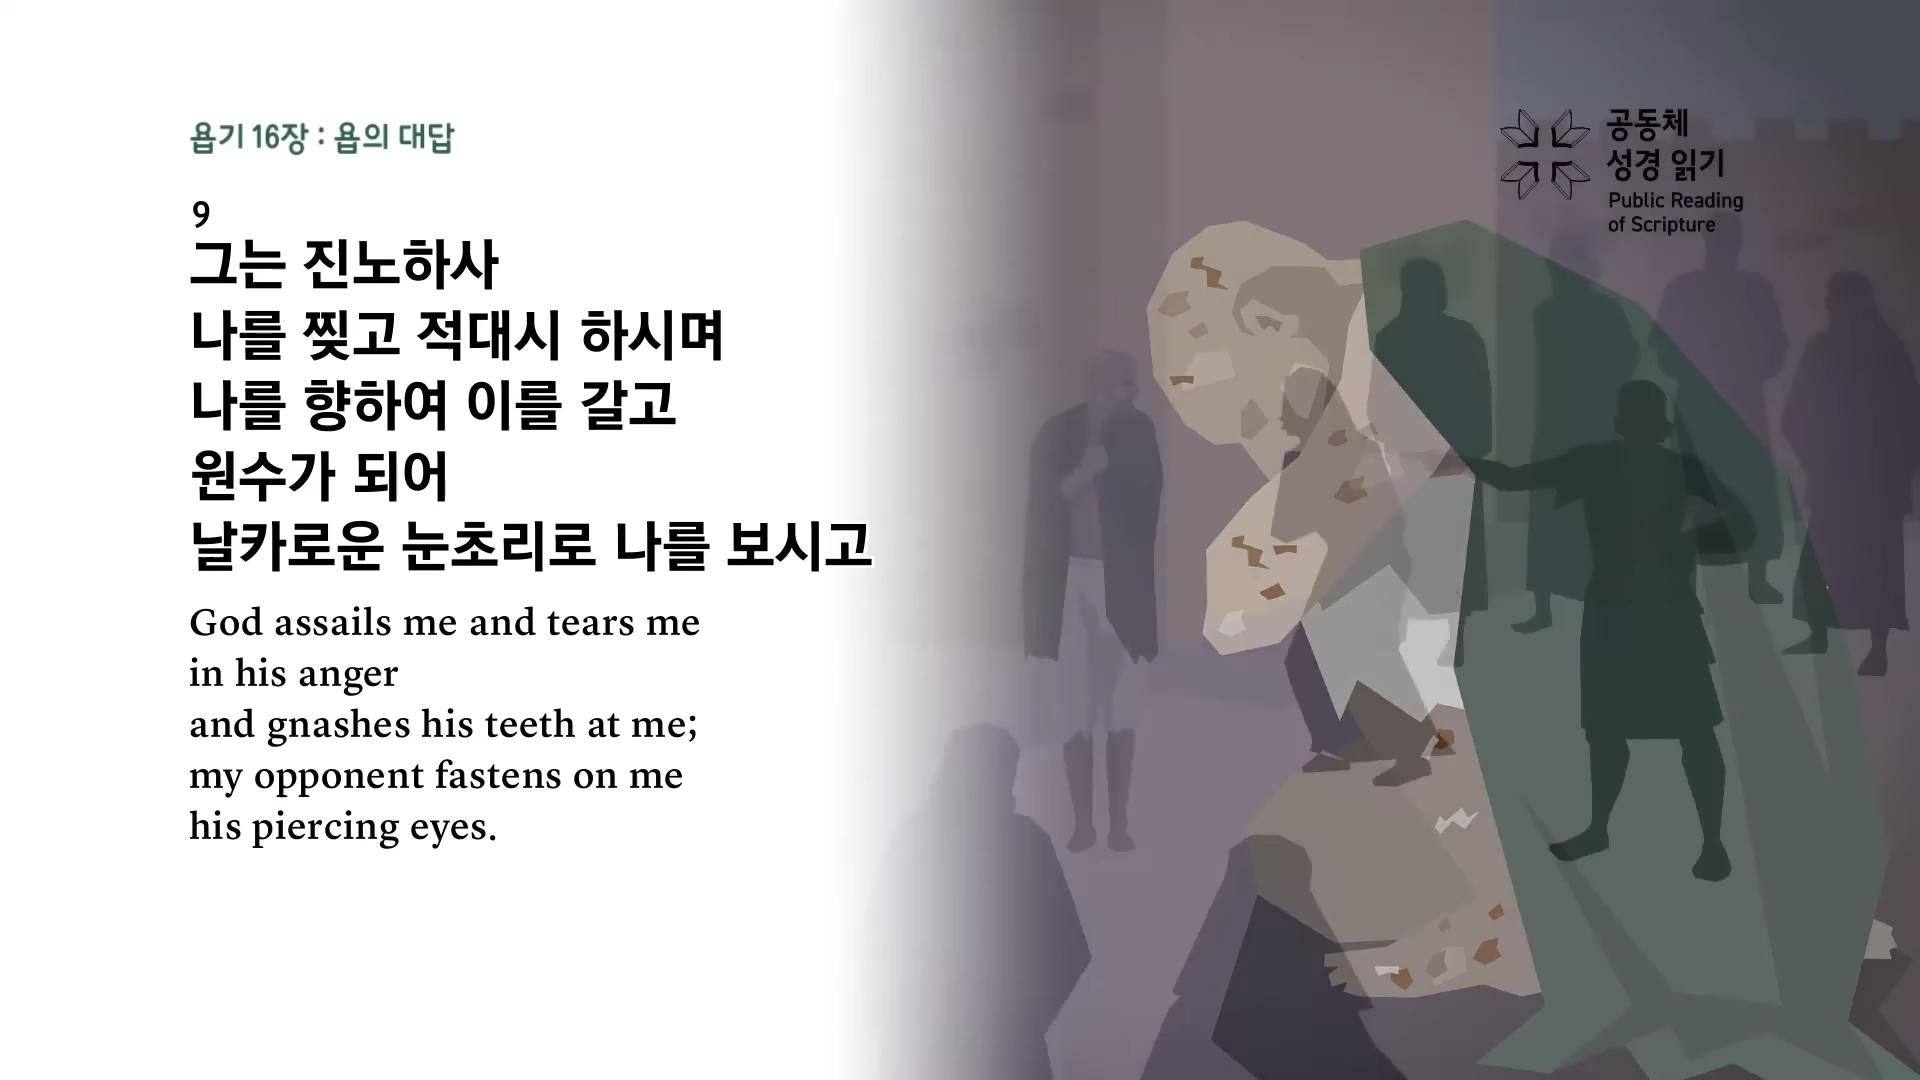 욥기 16장 : 욥의 대답
9
그는 진노하사
나를 찢고 적대시 하시며
나를 향하여 이를 갈고
원수가 되어
날카로운 눈초리로 나를 보시고
God assails me and tears me
in his anger
and gnashes his teeth at me;
my opponent fastens on me
his piercing eyes.
공동체
성경 읽기
Public Reading
of Scripture